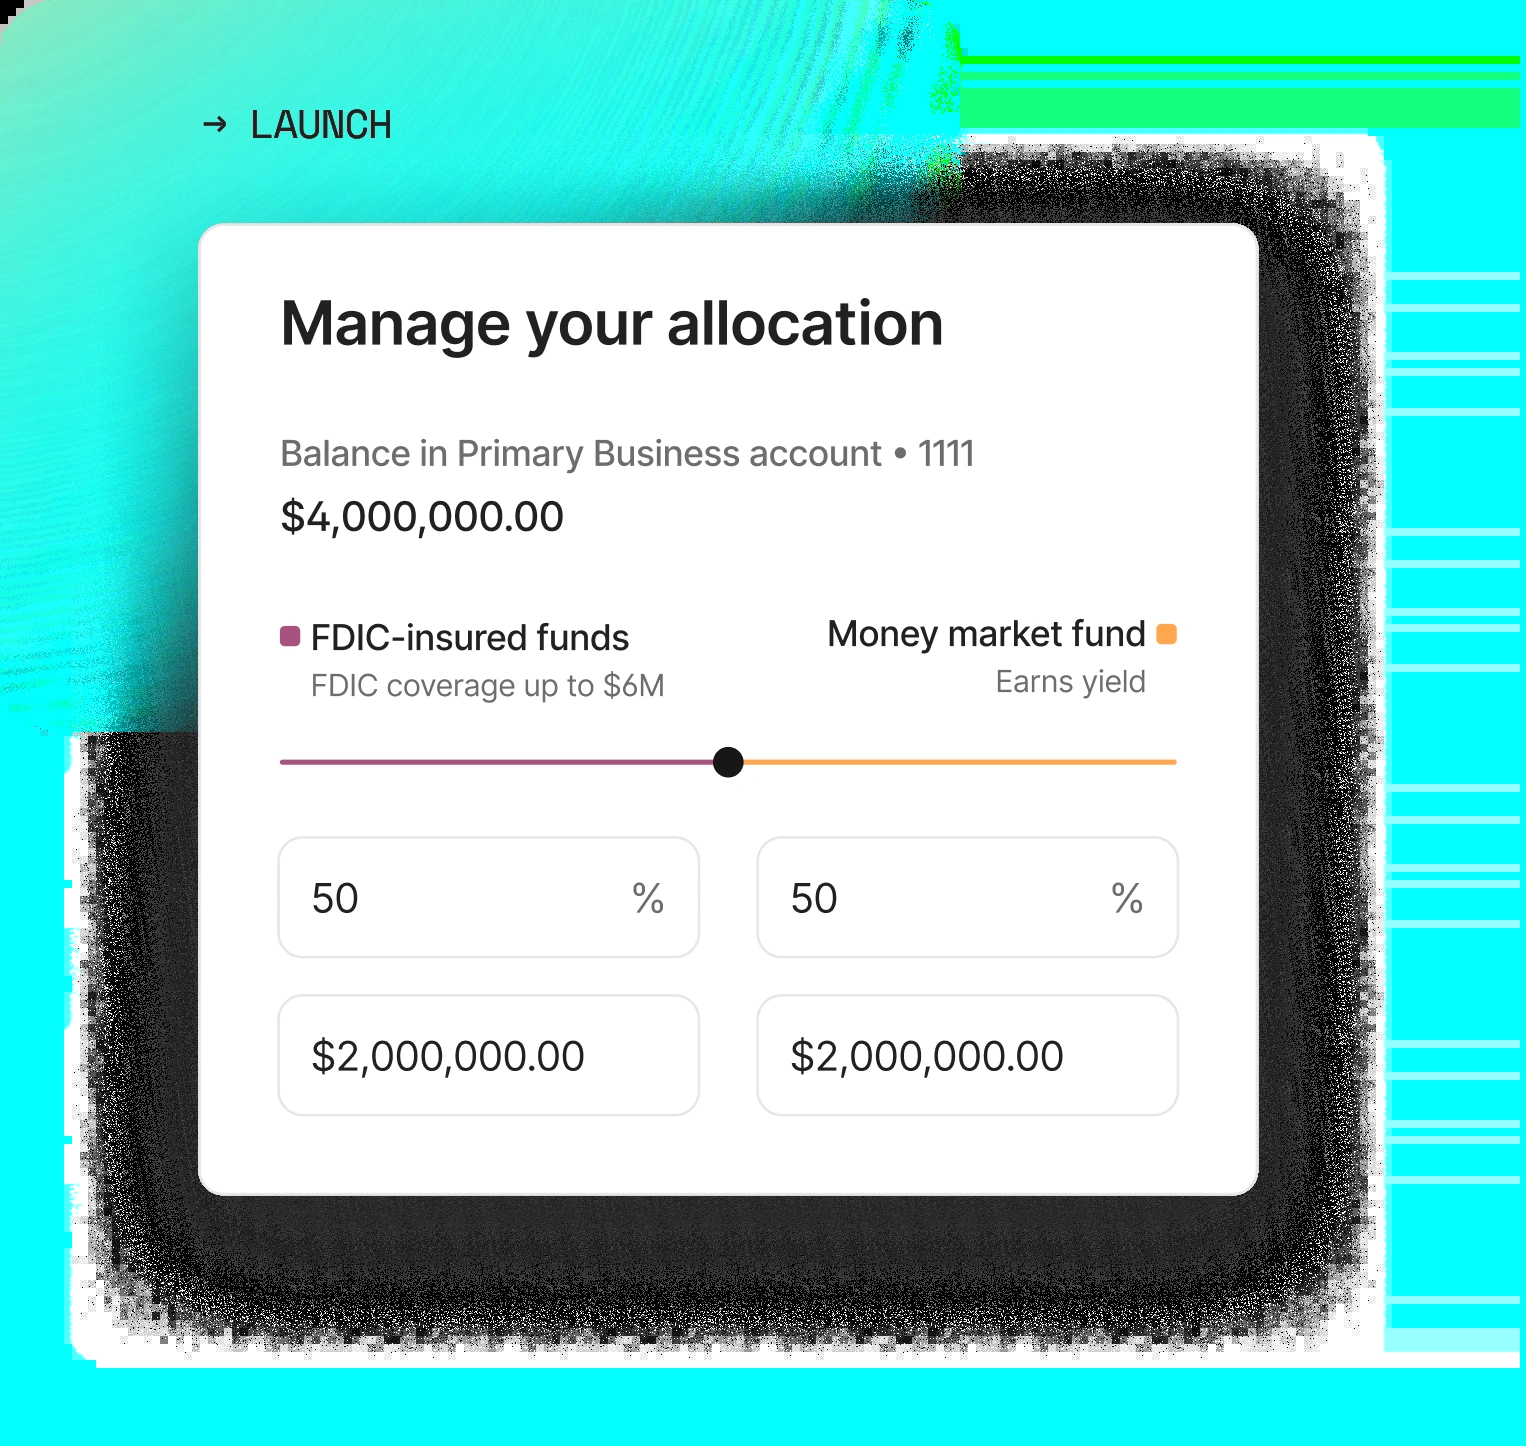 → LAUNCH
Manage your allocation
Balance in Primary Business account • 1111
$4,000,000.00
FDIC-insured funds
FDIC coverage up to $6M
Money market fund
Earns yield
50 %
50 %
$2,000,000.00
$2,000,000.00